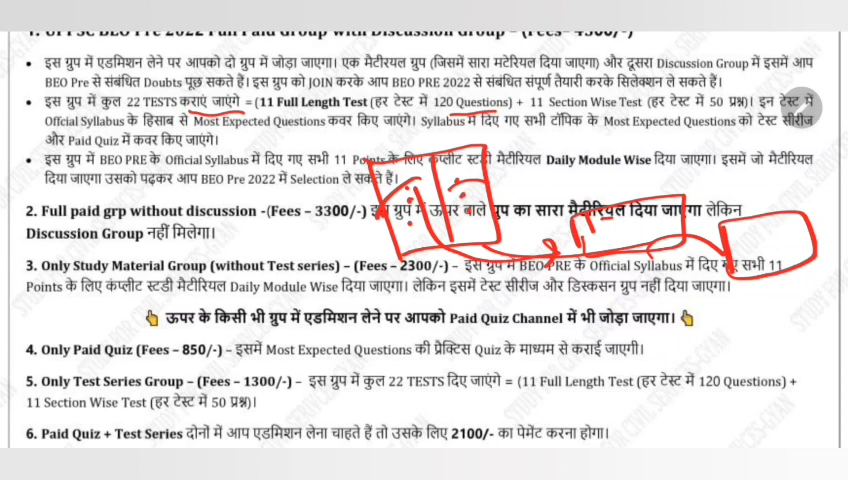 1. UPPSC BEO Pre 2022 Full Paid Group with Discussion Group – (Fees– 4300/-)
• इस ग्रुप में एडमिशन लेने पर आपको दो ग्रुप में जोड़ा जाएगा। एक मैटीरयल ग्रुप (जिसमें सारा मटेरियल दिया जाएगा) और दूसरा Discussion Group में इसमें आप
BEO Pre से संबंधित Doubts पूछ सकते हैं। इस ग्रुप को JOIN करके आप BEO PRE 2022 से संबंधित संपूर्ण तैयारी करके सिलेक्शन ले सकते हैं।
• इस ग्रुप में कुल 22 TESTS कराएं जाएंगे = (11 Full Length Test (हर टेस्ट में 120 Questions) + 11 Section Wise Test (हर टेस्ट में 50 प्रश्न)। इन टेस्ट में
Official Syllabus के हिसाब से Most Expected Questions कवर किए जाएंगे। Syllabus में दिए गए सभी टॉपिक के Most Expected Questions को टेस्ट सीरीज
और Paid Quiz में कवर किए जाएंगे।
• इस ग्रुप में BEO PRE के Official Syllabus में दिए गए सभी 11 Points के लिए कंप्लीट स्टडी मैटीरियल Daily Module Wise दिया जाएगा। इसमें जो मैटीरियल
दिया जाएगा उसको पढ़कर आप BEO Pre 2022 में Selection ले सकते हैं।
2. Full paid grp without discussion -(Fees – 3300/-) इस ग्रुप में ऊपर वाले ग्रुप का सारा मैटीरियल दिया जाएगा लेकिन
Discussion Group नहीं मिलेगा।
3. Only Study Material Group (without Test series) – (Fees – 2300/-) – इस ग्रुप में BEO PRE के Official Syllabus में दिए गए सभी 11
Points के लिए कंप्लीट स्टडी मैटीरियल Daily Module Wise दिया जाएगा। लेकिन इसमें टेस्ट सीरीज और डिस्कसन ग्रुप नहीं दिया जाएगा।
👆 ऊपर के किसी भी ग्रुप में एडमिशन लेने पर आपको Paid Quiz Channel में भी जोड़ा जाएगा। 👆
4. Only Paid Quiz (Fees – 850/-) – इसमें Most Expected Questions की प्रैक्टिस Quiz के माध्यम से कराई जाएगी।
5. Only Test Series Group – (Fees – 1300/-) – इस ग्रुप में कुल 22 TESTS दिए जाएंगे = (11 Full Length Test (हर टेस्ट में 120 Questions) +
11 Section Wise Test (हर टेस्ट में 50 प्रश्न)।
6. Paid Quiz + Test Series दोनों में आप एडमिशन लेना चाहते हैं तो उसके लिए 2100/- का पेमेंट करना होगा।